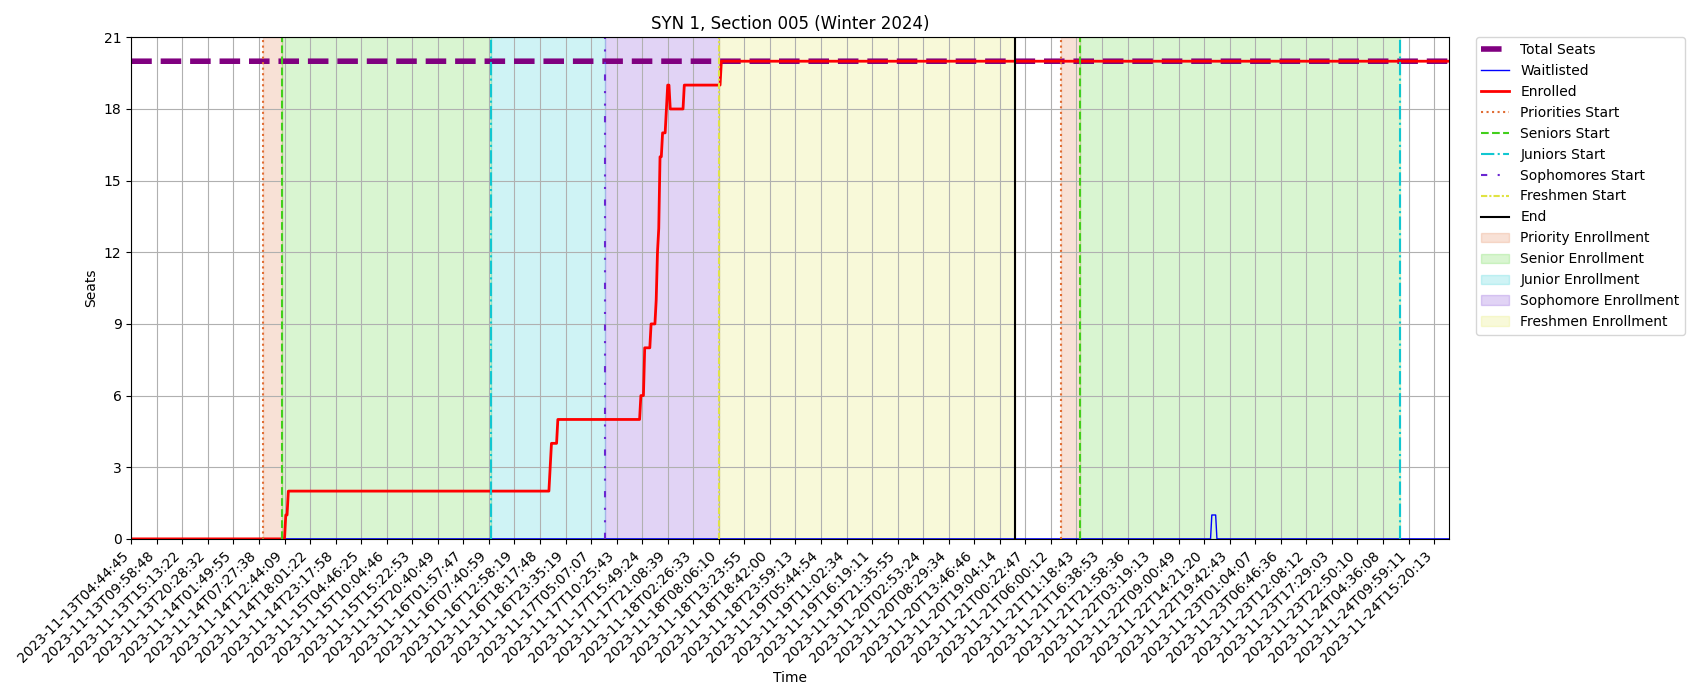 SYN 1, Section 005 (Winter 2024)
21
18
15
12
9
6
3
0
Seats
2023-11-13T04:44:45
2023-11-13T09:58:48
2023-11-13T15:13:22
2023-11-13T20:28:32
2023-11-14T01:49:55
2023-11-14T07:27:38
2023-11-14T12:44:09
2023-11-14T18:01:22
2023-11-14T23:17:58
2023-11-15T04:46:25
2023-11-15T10:04:46
2023-11-15T15:22:53
2023-11-15T20:40:49
2023-11-16T01:57:47
2023-11-16T07:40:59
2023-11-16T12:58:19
2023-11-16T18:17:48
2023-11-16T23:35:19
2023-11-17T05:07:07
2023-11-17T10:25:43
2023-11-17T15:49:24
2023-11-17T21:08:39
2023-11-18T02:26:33
2023-11-18T08:06:10
2023-11-18T13:23:55
2023-11-18T18:42:00
2023-11-18T23:59:13
2023-11-19T05:44:54
2023-11-19T11:02:34
2023-11-19T16:19:11
2023-11-19T21:35:55
2023-11-20T02:53:24
2023-11-20T08:29:34
2023-11-20T13:46:46
2023-11-20T19:04:14
2023-11-21T00:22:47
2023-11-21T06:00:12
2023-11-21T11:18:43
2023-11-21T16:38:53
2023-11-21T21:58:36
2023-11-22T03:19:13
2023-11-22T09:00:49
2023-11-22T14:21:20
2023-11-22T19:42:43
2023-11-23T01:04:07
2023-11-23T06:46:36
2023-11-23T12:08:12
2023-11-23T17:29:03
2023-11-23T22:50:10
2023-11-24T04:36:08
2023-11-24T09:59:11
2023-11-24T15:20:13
Time
Total Seats
Waitlisted
Enrolled
Priorities Start
Seniors Start
Juniors Start
Sophomores Start
Freshmen Start
End
Priority Enrollment
Senior Enrollment
Junior Enrollment
Sophomore Enrollment
Freshmen Enrollment